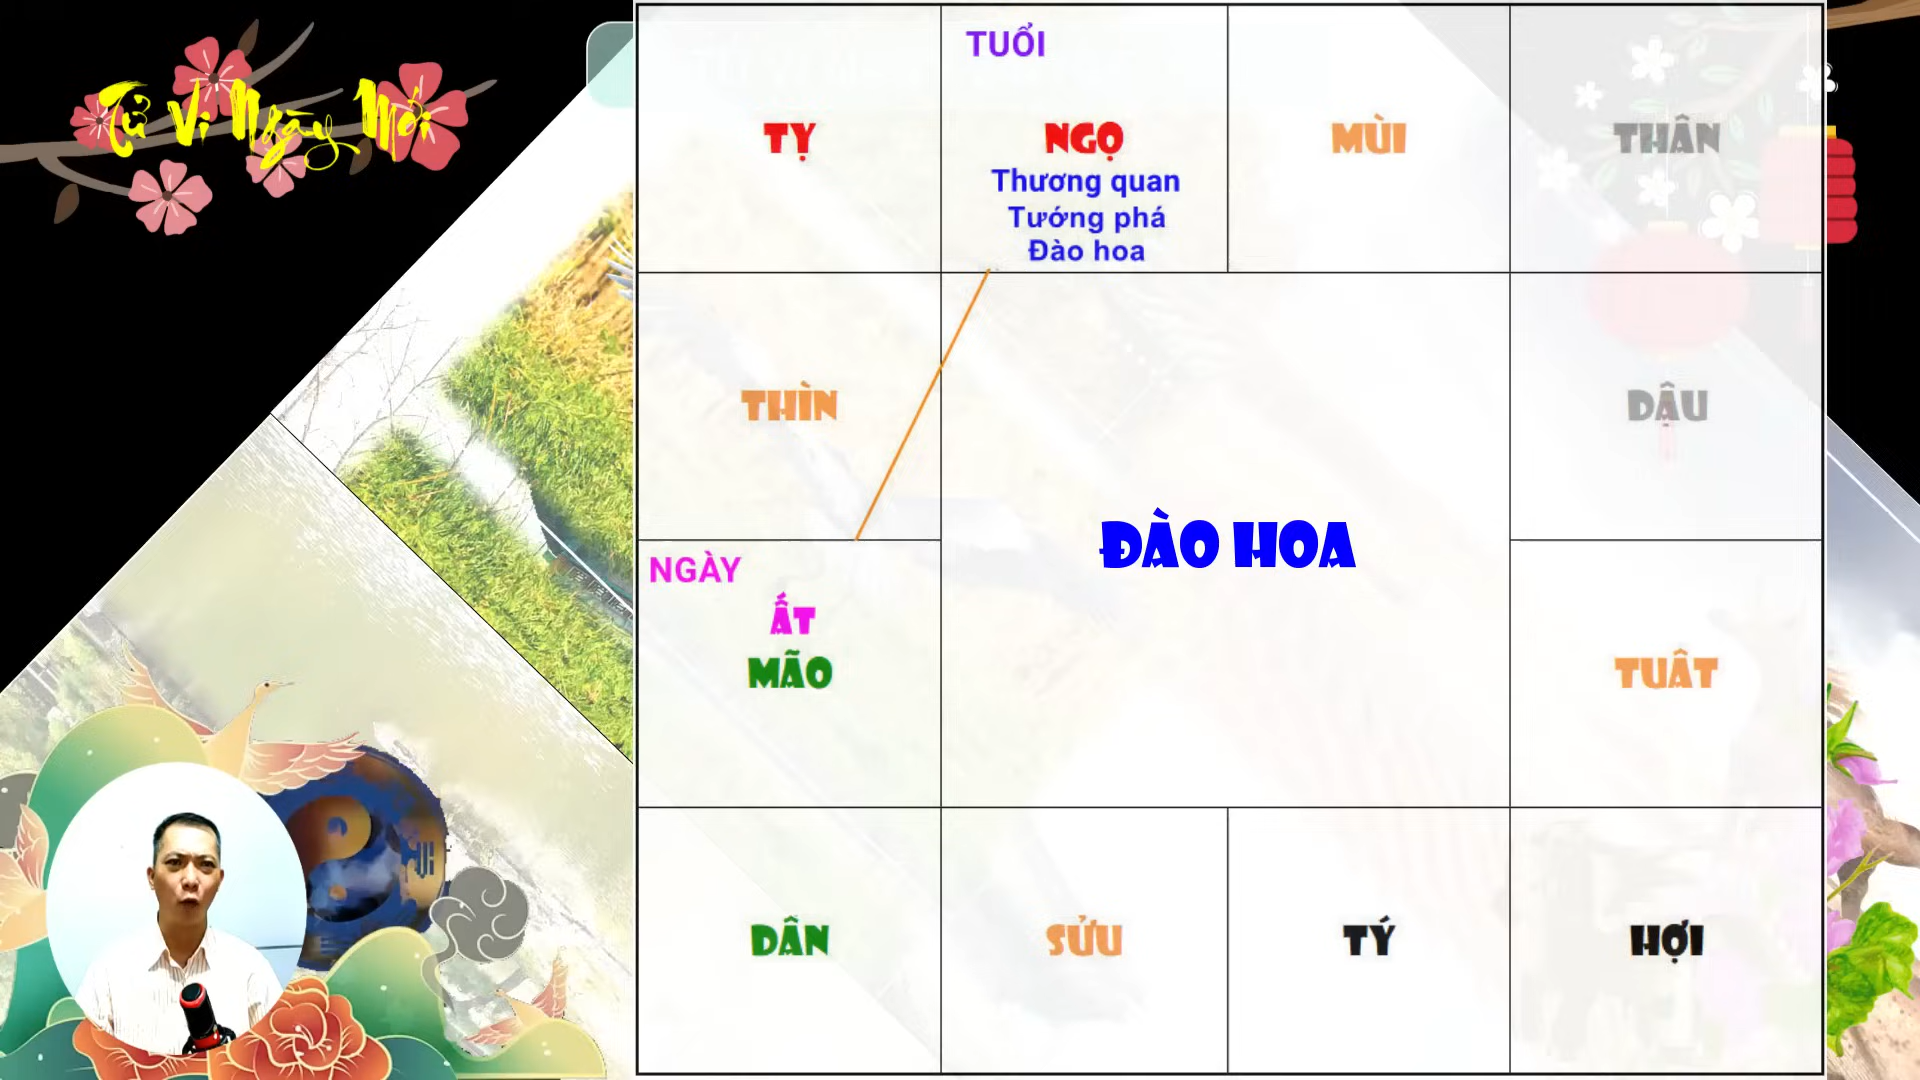 Tử Vi Ngày Mới
TUỔI
TỴ
NGỌ
Thương quan
Tướng phá
Đào hoa
MÙI
THÂN
THÌN
DẬU
ĐÀO HOA
NGÀY
ẤT
MÃO
TUẤT
DẦN
SỬU
TÝ
HỢI